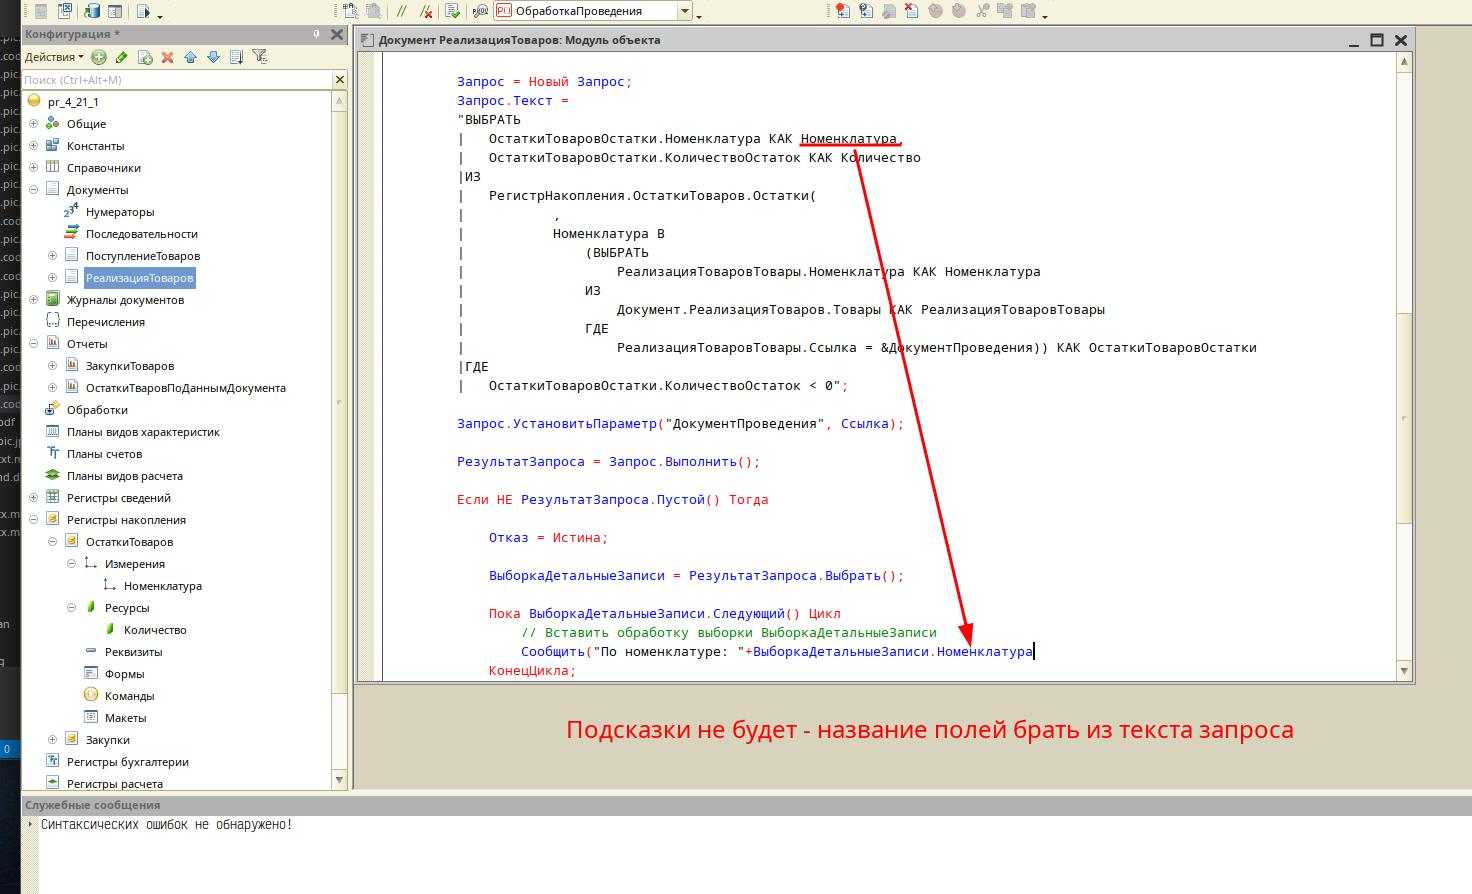 ОбработкаПроведения
Конфигурация *
Действия
Поиск (Ctrl+Alt+M)
pr_4_21_1
Общие
Константы
Справочники
Документы
Нумераторы
Последовательности
ПоступлениеТоваров
РеализацияТоваров
Журналы документов
Перечисления
Отчеты
ЗакупкиТоваров
ОстаткиТваровПоДаннымДокумента
Обработки
Планы видов характеристик
Планы счетов
Планы видов расчета
Регистры сведений
Регистры накопления
ОстаткиТоваров
Измерения
Номенклатура
Ресурсы
Количество
Реквизиты
Формы
Команды
Макеты
Закупки
Регистры бухгалтерии
Регистры расчета
Документ РеализацияТоваров: Модуль объекта
Запрос = Новый Запрос;
Запрос.Текст =
"ВЫБРАТЬ
|   ОстаткиТоваровОстатки.Номенклатура КАК Номенклатура,
|   ОстаткиТоваровОстатки.КоличествоОстаток КАК Количество
|ИЗ
|   РегистрНакопления.ОстаткиТоваров.Остатки(
|           ,
|           Номенклатура В
|               (ВЫБРАТЬ
|                   РеализацияТоваровТовары.Номенклатура КАК Номенклатура
|               ИЗ
|                   Документ.РеализацияТоваров.Товары КАК РеализацияТоваровТовары
|               ГДЕ
|                   РеализацияТоваровТовары.Ссылка = &ДокументПроведения)) КАК ОстаткиТоваровОстатки
|ГДЕ
|   ОстаткиТоваровОстатки.КоличествоОстаток < 0";
Запрос.УстановитьПараметр("ДокументПроведения", Ссылка);
РезультатЗапроса = Запрос.Выполнить();
Если НЕ РезультатЗапроса.Пустой() Тогда
Отказ = Истина;
ВыборкаДетальныеЗаписи = РезультатЗапроса.Выбрать();
Пока ВыборкаДетальныеЗаписи.Следующий() Цикл
// Вставить обработку выборки ВыборкаДетальныеЗаписи
Сообщить("По номенклатуре: "+ВыборкаДетальныеЗаписи.Номенклатура
КонецЦикла;
Подсказки не будет - название полей брать из текста запроса
Служебные сообщения
Синтаксических ошибок не обнаружено!